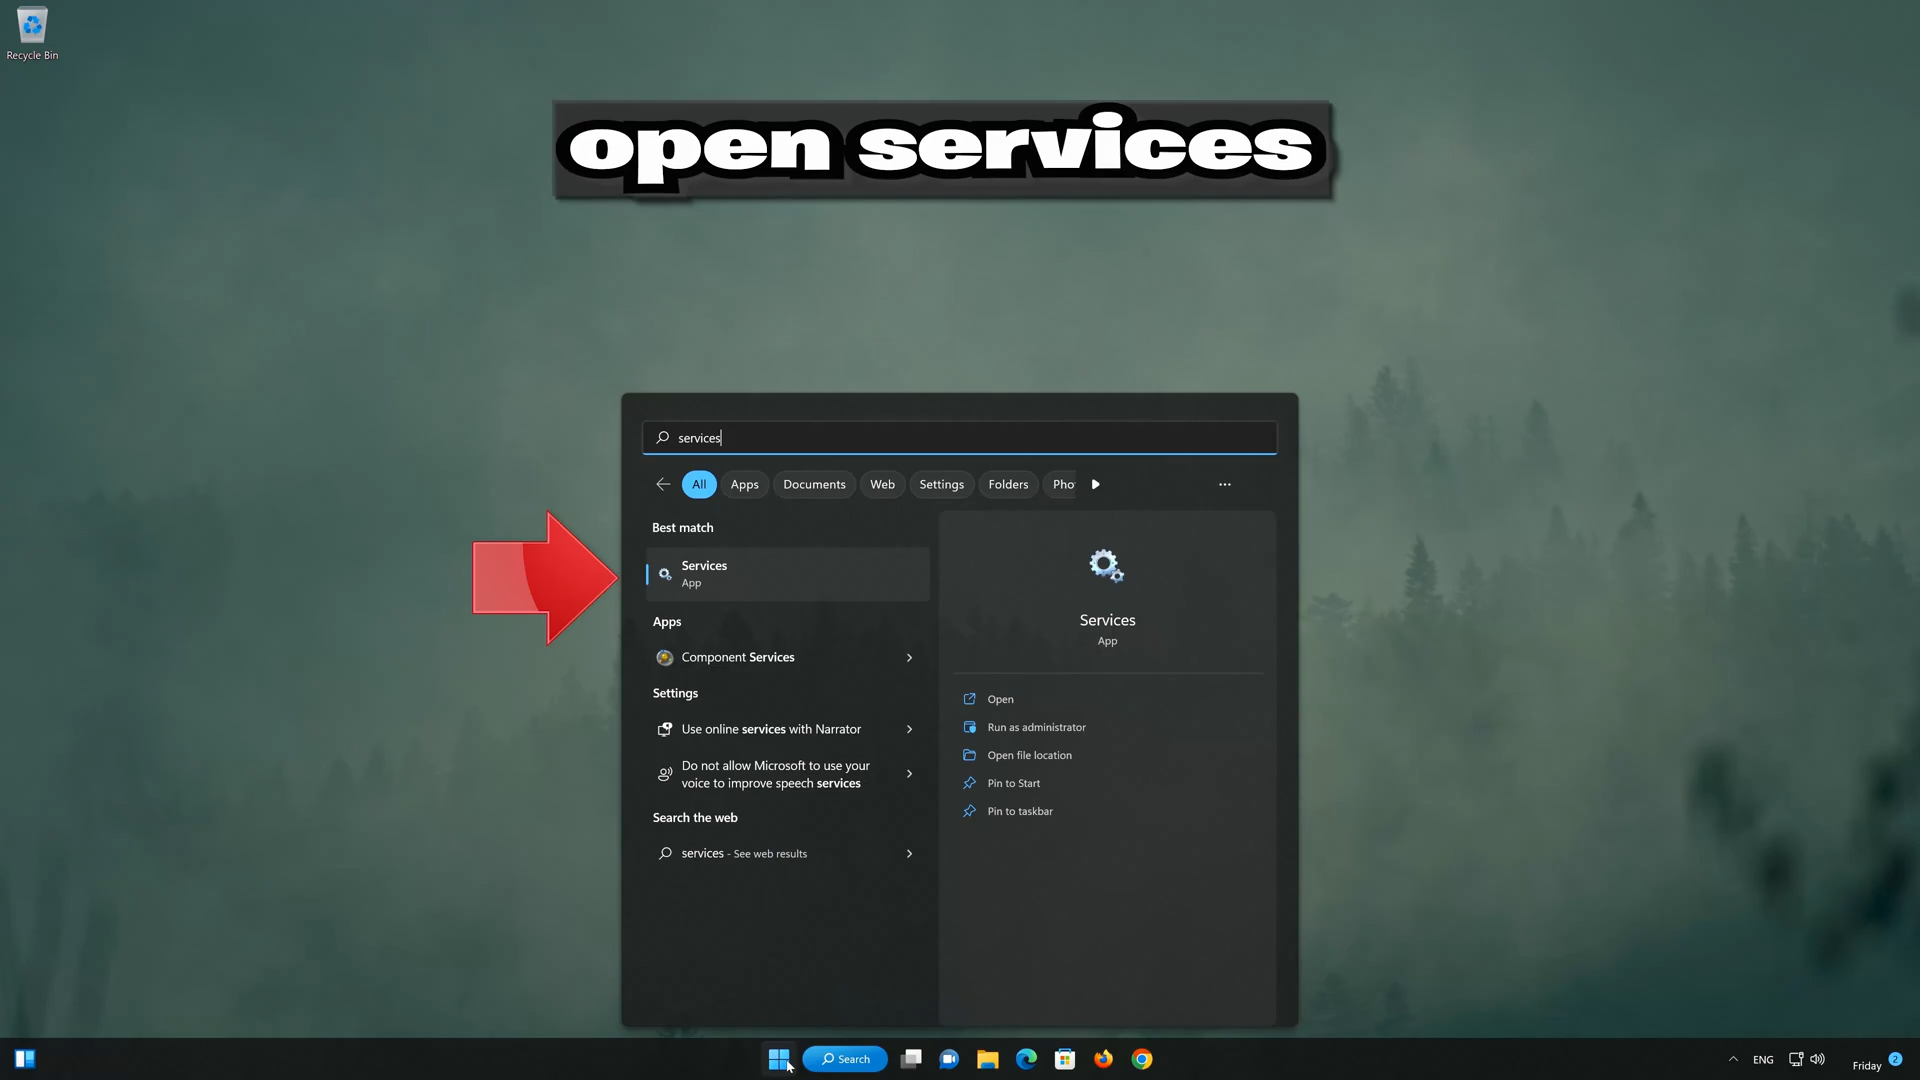 Recycle Bin
open services
services
All Apps Documents Web Settings Folders Pho
Best match
Services
App
Apps
Component Services
Settings
Use online services with Narrator
Do not allow Microsoft to use your
voice to improve speech services
Search the web
services - See web results
Services
App
Open
Run as administrator
Open file location
Pin to Start
Pin to taskbar
Search
ENG
Friday
2